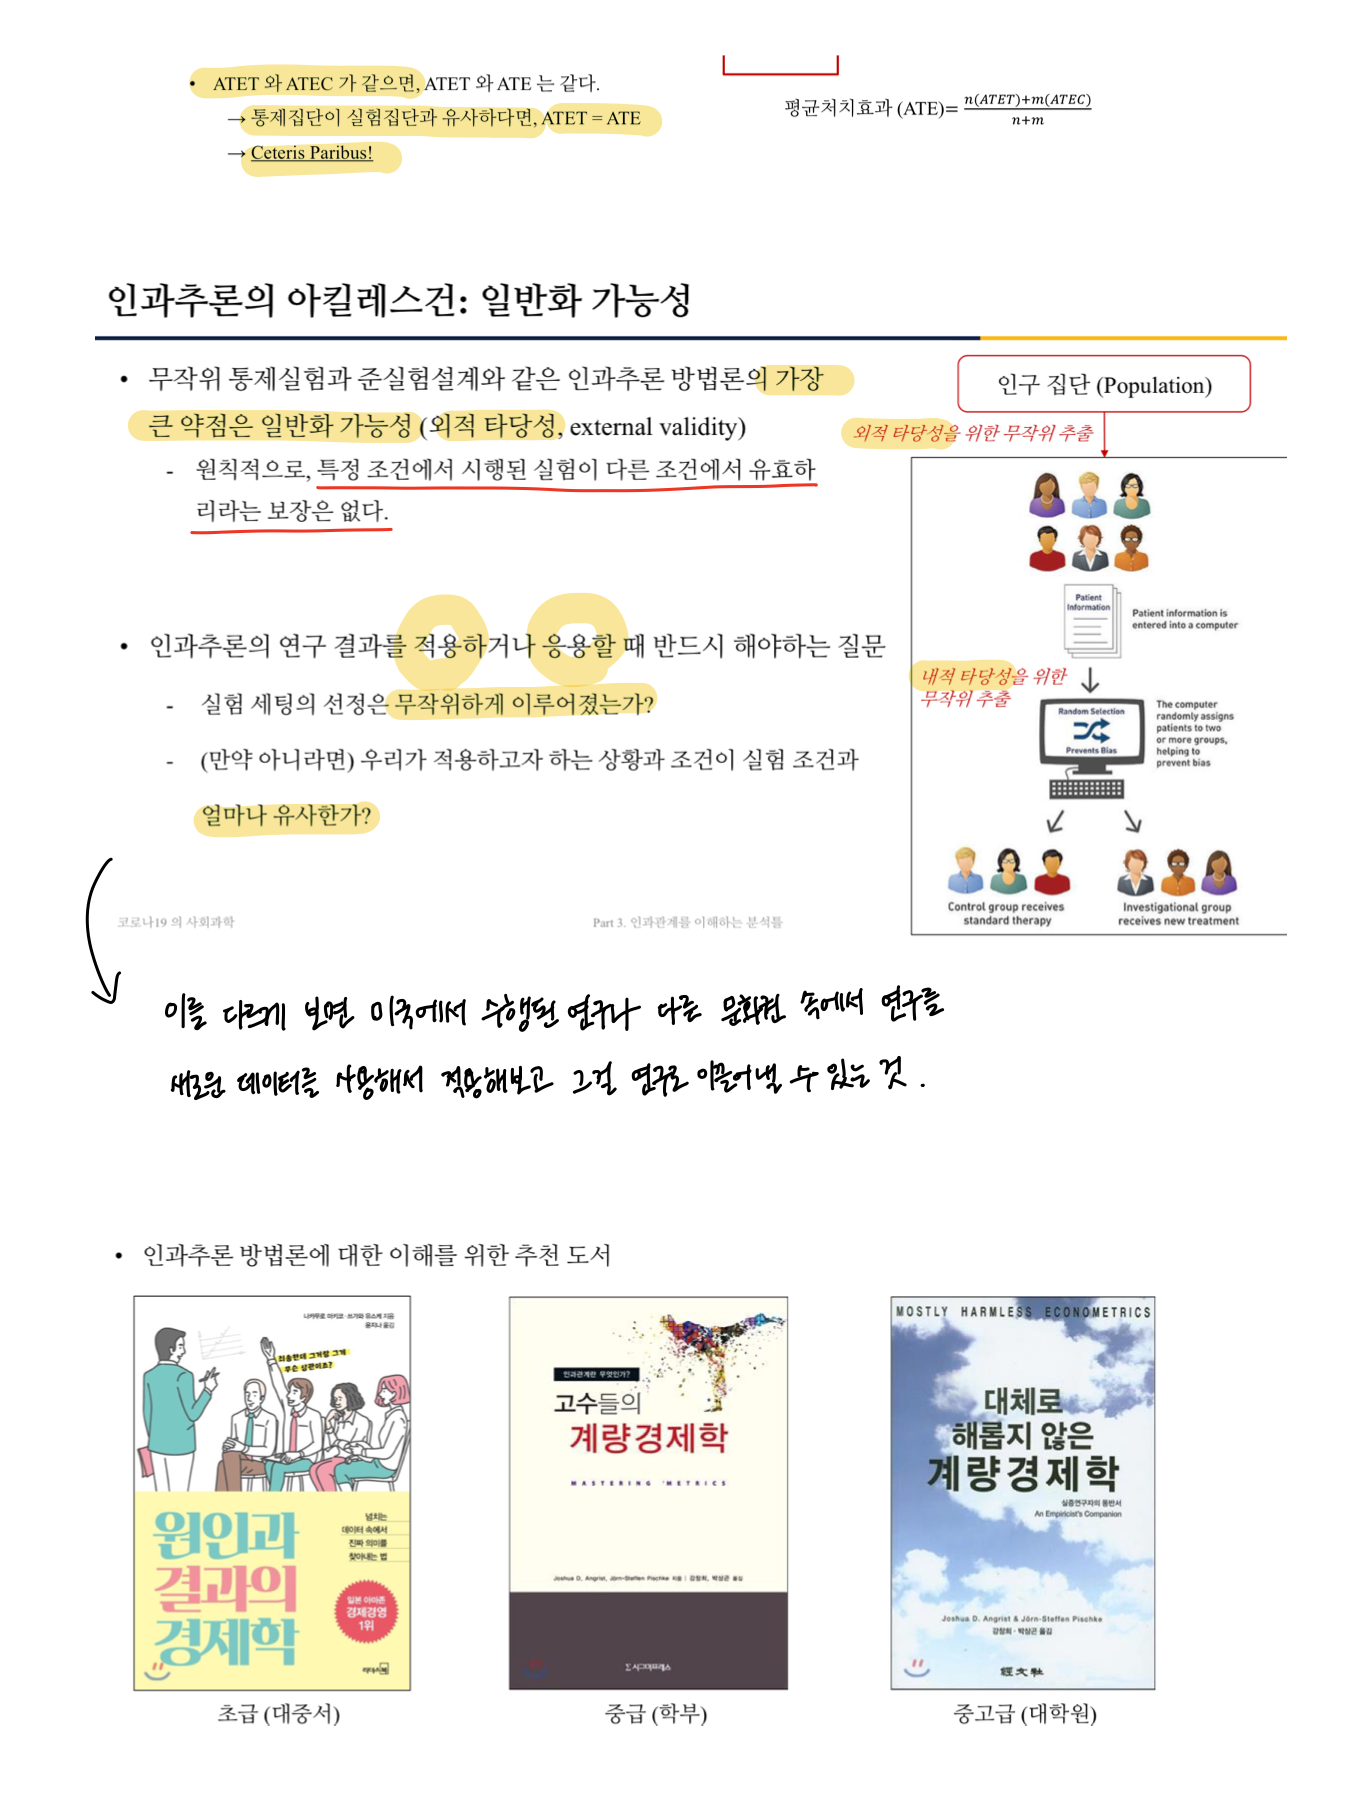 • ATET 와 ATEC 가 같으면, ATET 와 ATE 는 같다.
→ 통제집단이 실험집단과 유사하다면, ATET = ATE
→ Ceteris Paribus!
평균처치효과 (ATE)= n(ATET)+m(ATEC) / n+m
인과추론의 아킬레스건: 일반화 가능성
• 무작위 통제실험과 준실험설계와 같은 인과추론 방법론의 가장
큰 약점은 일반화 가능성 (외적 타당성, external validity)
- 원칙적으로, 특정 조건에서 시행된 실험이 다른 조건에서 유효하
리라는 보장은 없다.
• 인과추론의 연구 결과를 적용하거나 응용할 때 반드시 해야하는 질문
- 실험 세팅의 선정은 무작위하게 이루어졌는가?
- (만약 아니라면) 우리가 적용하고자 하는 상황과 조건이 실험 조건과
얼마나 유사한가?
인구 집단 (Population)
외적 타당성을 위한 무작위 추출
Patient
Information
Patient information is
entered into a computer
내적 타당성을 위한
무작위 추출
Random Selection
Prevents Bias
The computer
randomly assigns
patients to two
or more groups,
helping to
prevent bias
Control group receives
standard therapy
Investigational group
receives new treatment
코로나19 의 사회과학
Part 3. 인과관계를 이해하는 분석틀
이를 다르게 보면 미국에서 수행된 연구나 다른 문화권 속에서 연구를
새로운 데이터를 사용해서 적용해보고 그걸 연구로 이끌어낼 수 있는 것.
• 인과추론 방법론에 대한 이해를 위한 추천 도서
나카무로 마키코·쓰가와 유스케 지음
윤지나 옮김
죄송한데 그거랑 그게
무슨 상관이죠?
넘치는
데이터 속에서
진짜 의미를
찾아내는 법
원인과
결과의
경제학
일본 아마존
경제경영
1위
리더스북
초급 (대중서)
인과관계란 무엇인가?
고수들의
계량경제학
MASTERING 'METRICS
Joshua D. Angrist, Jörn-Steffen Pischke 지음 | 강창희, 박상곤 옮김
Σ시그마프레스
중급 (학부)
MOSTLY HARMLESS ECONOMETRICS
대체로
해롭지 않은
계량경제학
실증연구자의 동반서
An Empiricist's Companion
Joshua D. Angrist & Jörn-Steffen Pischke
강창희·박상곤 옮김
經文社
중고급 (대학원)